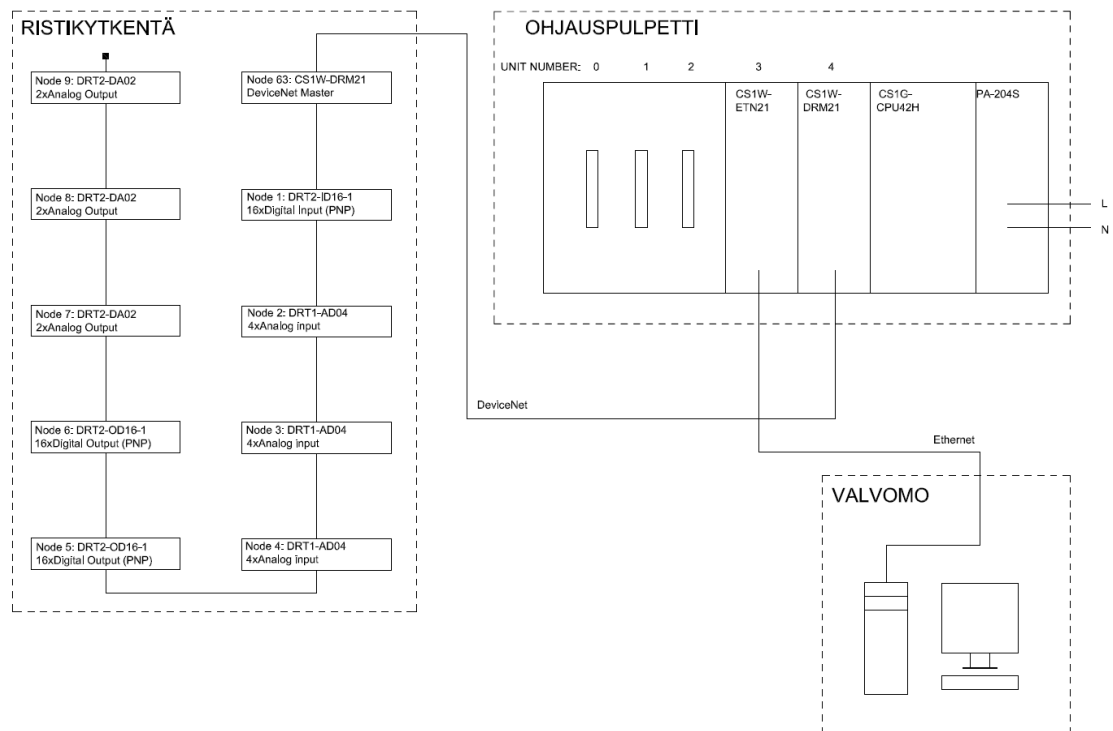 RISTIKYTKENTÄ
Node 9: DRT2-DA02
2xAnalog Output
Node 8: DRT2-DA02
2xAnalog Output
Node 7: DRT2-DA02
2xAnalog Output
Node 6: DRT2-OD16-1
16xDigital Output (PNP)
Node 5: DRT2-OD16-1
16xDigital Output (PNP)
Node 63: CS1W-DRM21
DeviceNet Master
Node 1: DRT2-ID16-1
16xDigital Input (PNP)
Node 2: DRT1-AD04
4xAnalog input
Node 3: DRT1-AD04
4xAnalog input
Node 4: DRT1-AD04
4xAnalog input
OHJAUSPULPETTI
UNIT NUMBER: 0 1 2 3 4
CS1W-
ETN21
CS1W-
DRM21
CS1G-
CPU42H
PA-204S
L
N
DeviceNet
Ethernet
VALVOMO